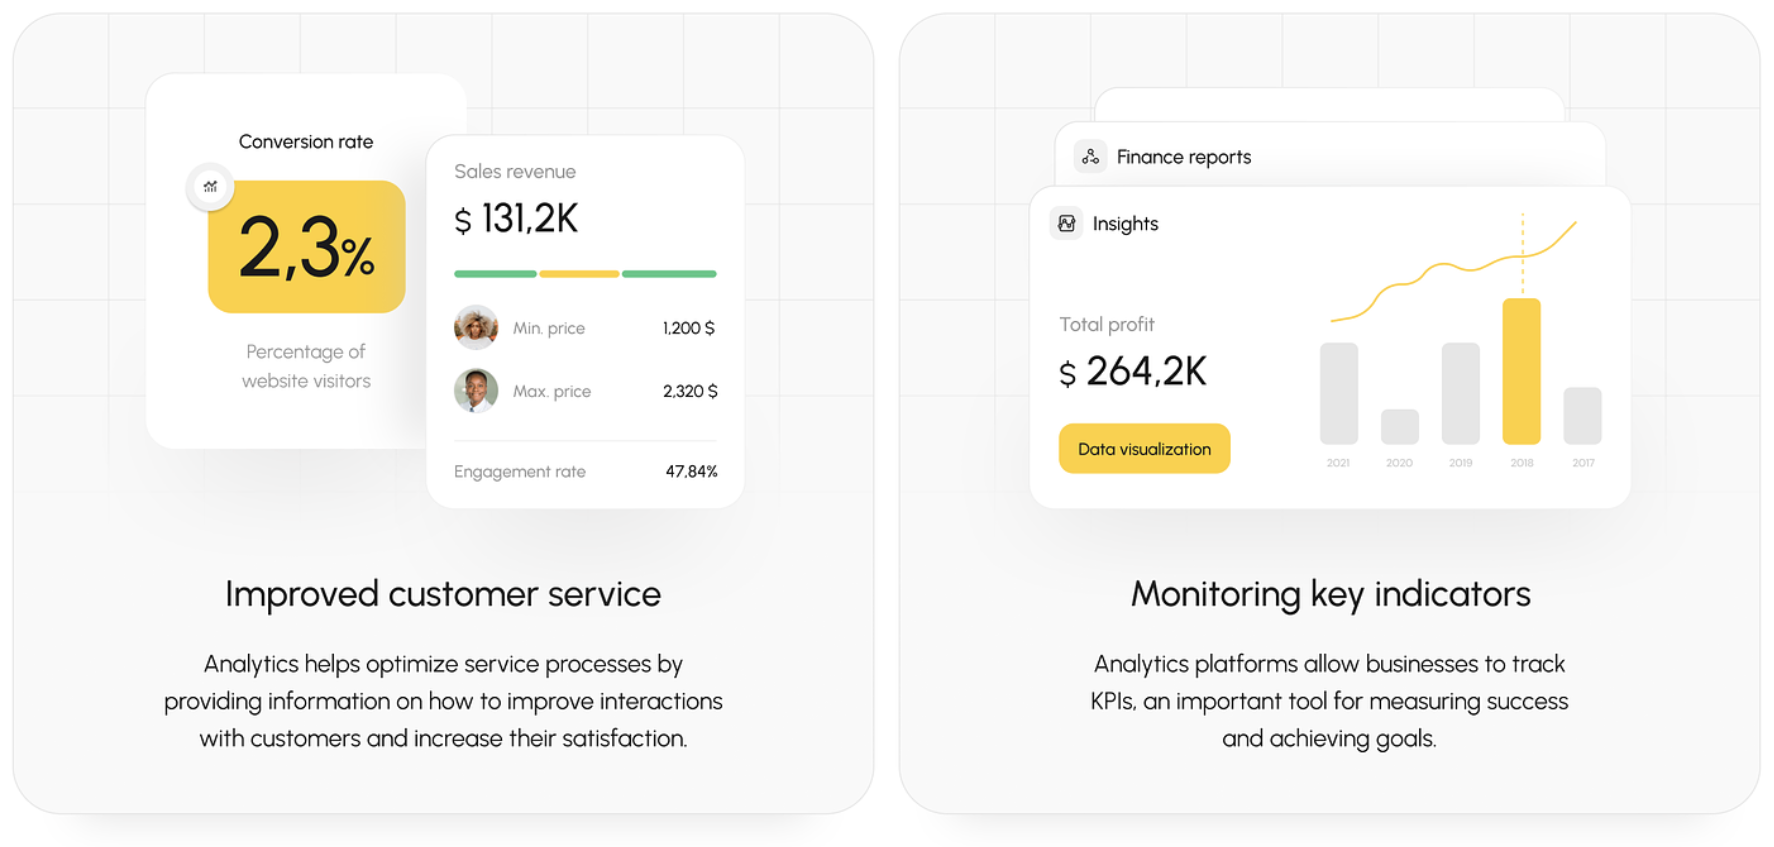 Conversion rate
2,3%
Percentage of
website visitors
Sales revenue
$ 131,2K
Min. price 1,200 $
Max. price 2,320 $
Engagement rate 47,84%
Improved customer service
Analytics helps optimize service processes by
providing information on how to improve interactions
with customers and increase their satisfaction.
Finance reports
Insights
Total profit
$ 264,2K
Data visualization
2021 2020 2019 2018 2017
Monitoring key indicators
Analytics platforms allow businesses to track
KPIs, an important tool for measuring success
and achieving goals.